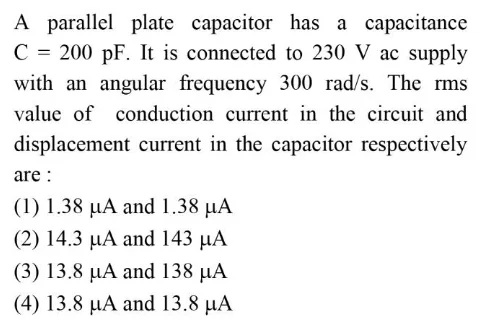 A parallel plate capacitor has a capacitance
C = 200 pF. It is connected to 230 V ac supply
with an angular frequency 300 rad/s. The rms
value of conduction current in the circuit and
displacement current in the capacitor respectively
are :
(1) 1.38 μA and 1.38 μA
(2) 14.3 μA and 143 μA
(3) 13.8 μA and 138 μA
(4) 13.8 μA and 13.8 μA